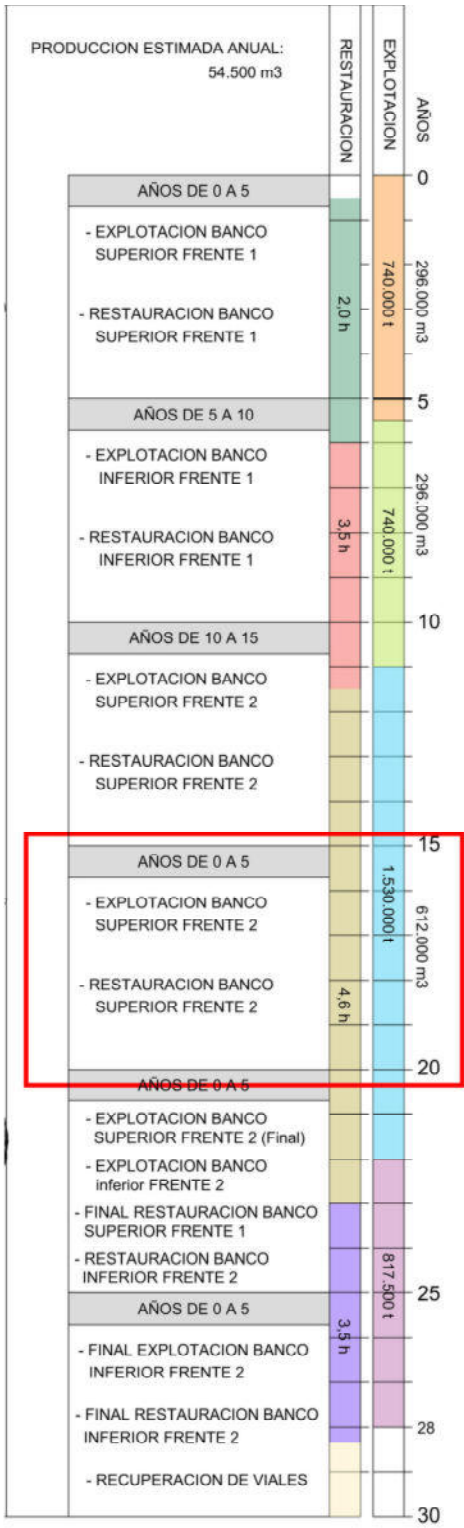 PRODUCCION ESTIMADA ANUAL:
54.500 m3
RESTAURACION
EXPLOTACION
AÑOS
0
AÑOS DE 0 A 5
- EXPLOTACION BANCO
SUPERIOR FRENTE 1
- RESTAURACION BANCO
SUPERIOR FRENTE 1
2,0 h
740.000 t
296.000 m3
5
AÑOS DE 5 A 10
- EXPLOTACION BANCO
INFERIOR FRENTE 1
- RESTAURACION BANCO
INFERIOR FRENTE 1
3,5 h
740.000 t
296.000 m3
10
AÑOS DE 10 A 15
- EXPLOTACION BANCO
SUPERIOR FRENTE 2
- RESTAURACION BANCO
SUPERIOR FRENTE 2
15
AÑOS DE 0 A 5
- EXPLOTACION BANCO
SUPERIOR FRENTE 2
- RESTAURACION BANCO
SUPERIOR FRENTE 2
4,6 h
1.530.000 t
612.000 m3
20
AÑOS DE 0 A 5
- EXPLOTACION BANCO
SUPERIOR FRENTE 2 (Final)
- EXPLOTACION BANCO
inferior FRENTE 2
- FINAL RESTAURACION BANCO
SUPERIOR FRENTE 1
- RESTAURACION BANCO
INFERIOR FRENTE 2
817.500 t
25
AÑOS DE 0 A 5
3,5 h
- FINAL EXPLOTACION BANCO
INFERIOR FRENTE 2
- FINAL RESTAURACION BANCO
INFERIOR FRENTE 2
28
- RECUPERACION DE VIALES
30